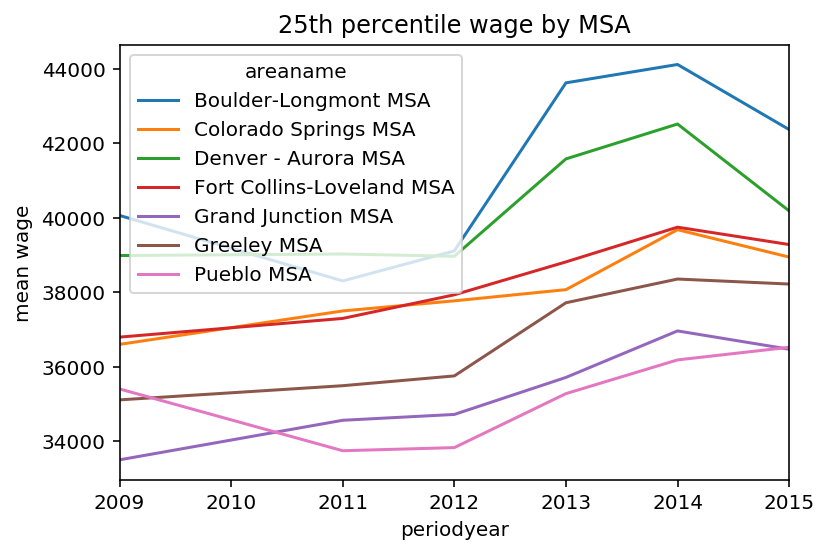 25th percentile wage by MSA
44000
42000
40000
38000
36000
34000
mean wage
areaname
Boulder-Longmont MSA
Colorado Springs MSA
Denver - Aurora MSA
Fort Collins-Loveland MSA
Grand Junction MSA
Greeley MSA
Pueblo MSA
2009 2010 2011 2012 2013 2014 2015
periodyear